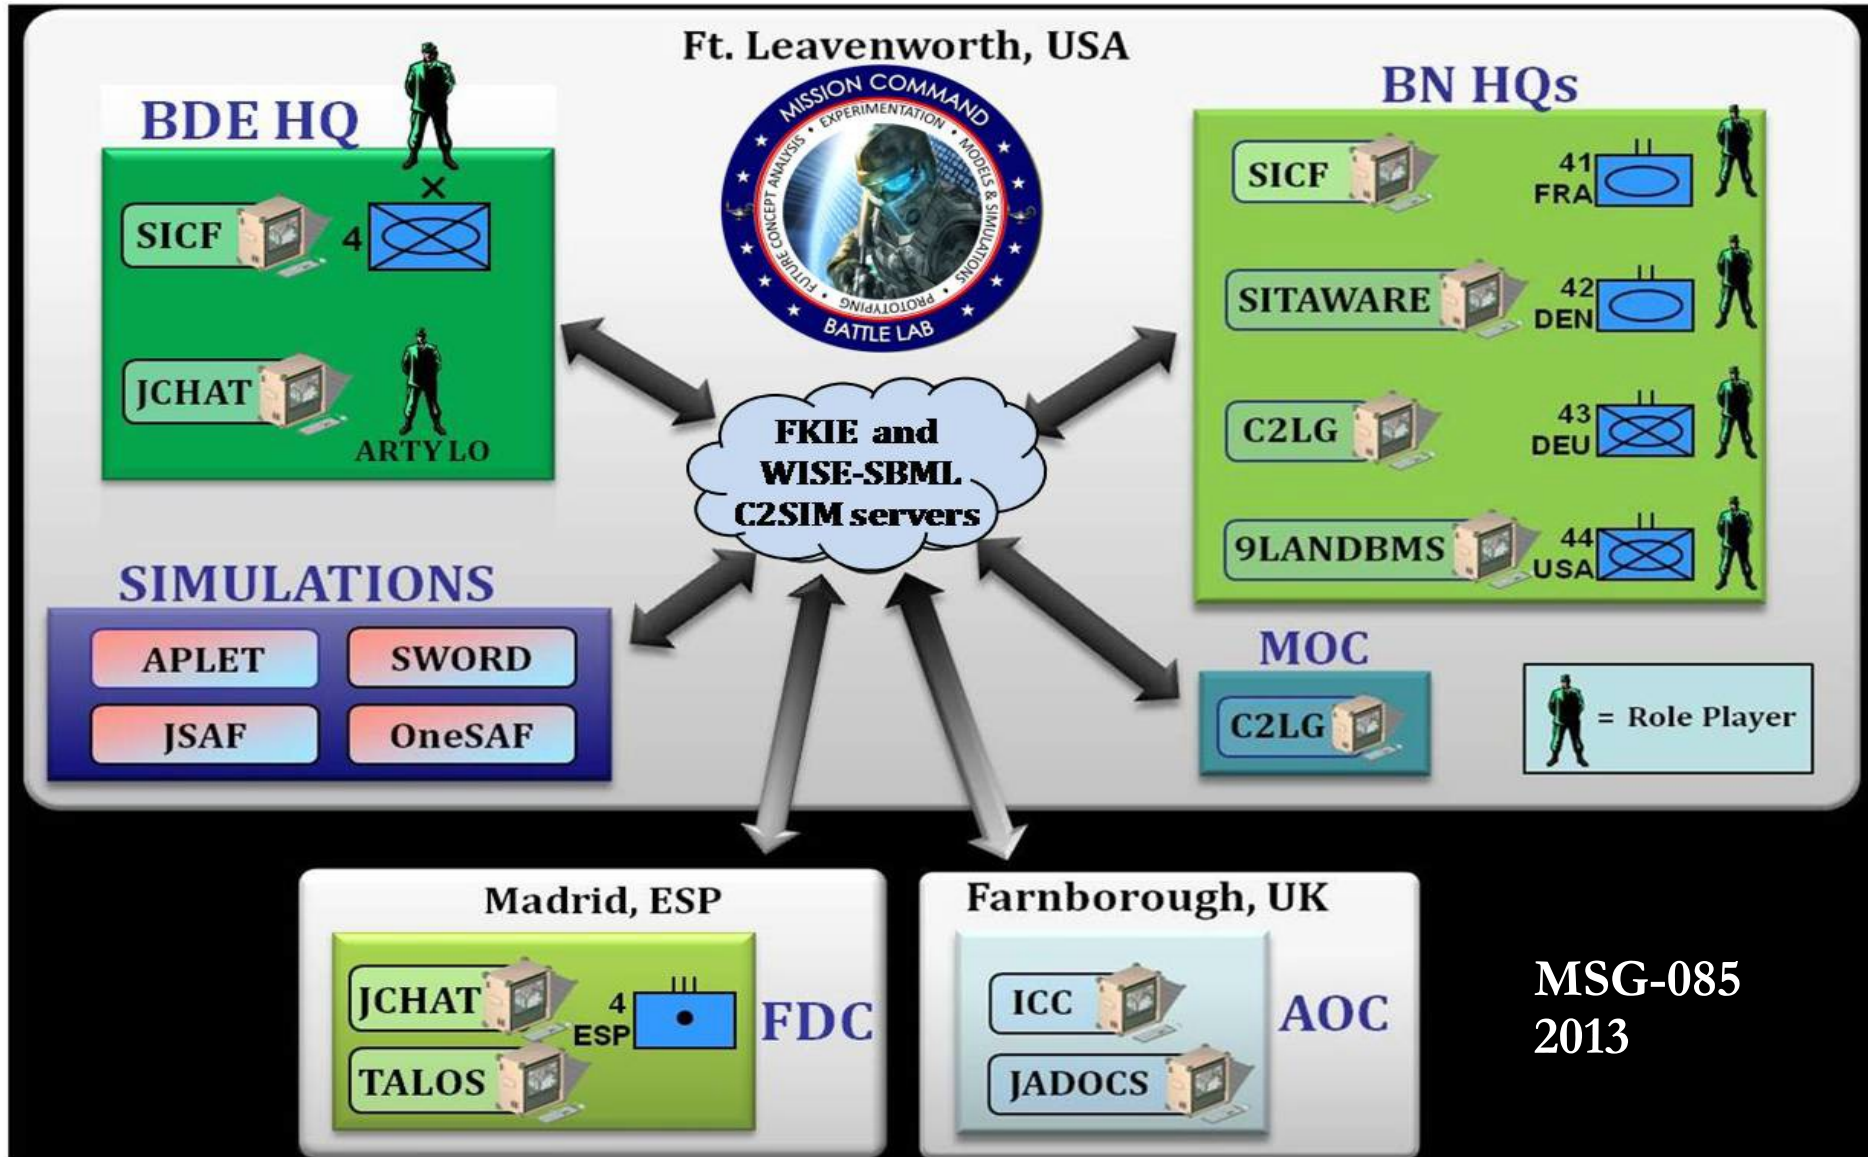 Ft. Leavenworth, USA
MISSION COMMAND
BATTLE LAB
EXPERIMENTATION • MODELS & SIMULATIONS • PROTOTYPING • FUTURE CONCEPT ANALYSIS •
BDE HQ
SICF
4
JCHAT
ARTY LO
BN HQs
SICF
41
FRA
SITAWARE
42
DEN
C2LG
43
DEU
9LANDBMS
44
USA
FKIE and
WISE-SBML
C2SIM servers
SIMULATIONS
APLET
SWORD
JSAF
OneSAF
MOC
C2LG
= Role Player
Madrid, ESP
JCHAT
4
ESP
TALOS
FDC
Farnborough, UK
ICC
JADOCS
AOC
MSG-085
2013